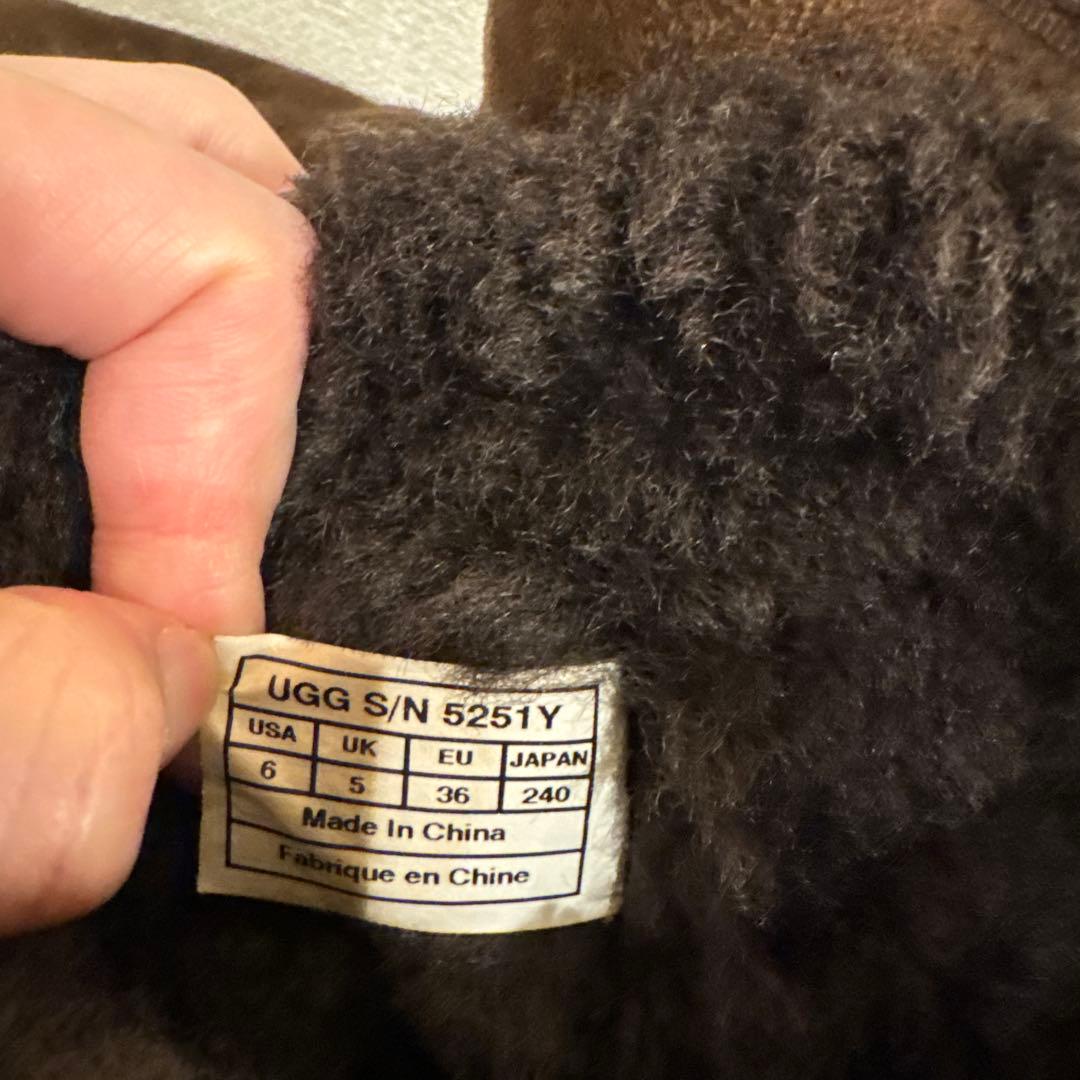 UGG S/N 5251Y
USA UK EU JAPAN
6 5 36 240
Made In China
Fabrique en Chine